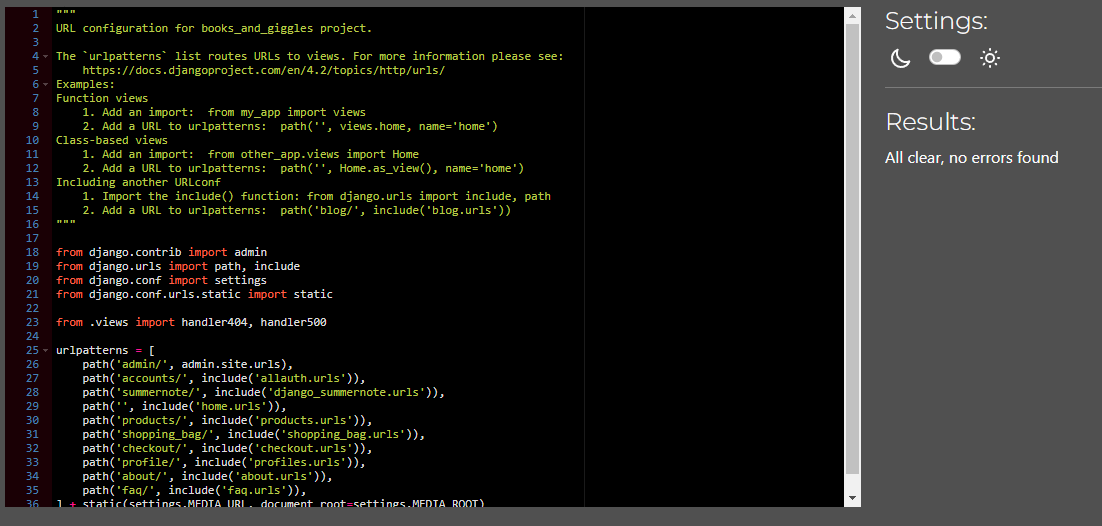 1 """
2 URL configuration for books_and_giggles project.
3
4 The `urlpatterns` list routes URLs to views. For more information please see:
5     https://docs.djangoproject.com/en/4.2/topics/http/urls/
6 Examples:
7 Function views
8     1. Add an import:  from my_app import views
9     2. Add a URL to urlpatterns:  path('', views.home, name='home')
10 Class-based views
11     1. Add an import:  from other_app.views import Home
12     2. Add a URL to urlpatterns:  path('', Home.as_view(), name='home')
13 Including another URLconf
14     1. Import the include() function: from django.urls import include, path
15     2. Add a URL to urlpatterns:  path('blog/', include('blog.urls'))
16 """
17
18 from django.contrib import admin
19 from django.urls import path, include
20 from django.conf import settings
21 from django.conf.urls.static import static
22
23 from .views import handler404, handler500
24
25 urlpatterns = [
26     path('admin/', admin.site.urls),
27     path('accounts/', include('allauth.urls')),
28     path('summernote/', include('django_summernote.urls')),
29     path('', include('home.urls')),
30     path('products/', include('products.urls')),
31     path('shopping_bag/', include('shopping_bag.urls')),
32     path('checkout/', include('checkout.urls')),
33     path('profile/', include('profiles.urls')),
34     path('about/', include('about.urls')),
35     path('faq/', include('faq.urls')),
36 ] + static(settings.MEDIA_URL, document_root=settings.MEDIA_ROOT)
Settings:
Results:
All clear, no errors found